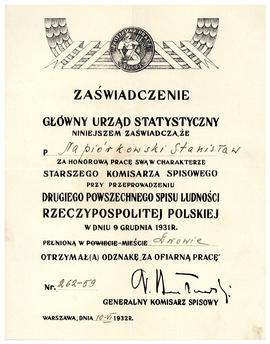 ZAŚWIADCZENIE
GŁÓWNY URZĄD STATYSTYCZNY
NINIEJSZEM ZAŚWIADCZA, ŻE
P Napiórkowski Stanisław
ZA HONOROWĄ PRACĘ SWĄ W CHARAKTERZE
STARSZEGO KOMISARZA SPISOWEGO
PRZY PRZEPROWADZENIU
DRUGIEGO POWSZECHNEGO SPISU LUDNOŚCI
RZECZYPOSPOLITEJ POLSKIEJ
W DNIU 9 GRUDNIA 1931R.
PEŁNIONĄ W POWIECIE-MIEŚCIE Lwowie
OTRZYMAŁ(A) ODZNAKĘ „ZA OFIARNĄ PRACĘ"
Nr. 262-59
GENERALNY KOMISARZ SPISOWY
WARSZAWA, DNIA 10-VI 1932R.